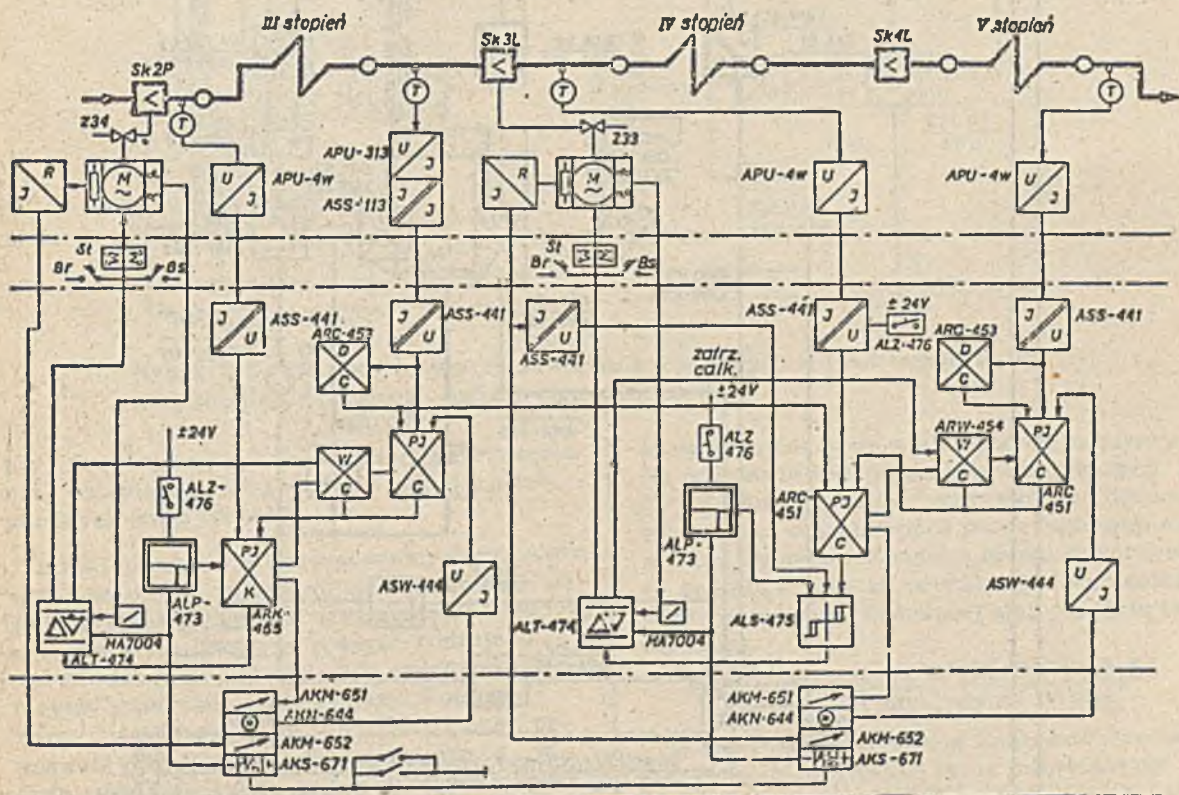 III stopień
Sk3L
IV stopień
Sk4L
V stopień
Sk2P
T
T
T
T
Z34
Z33
APU-313
U
J
J
R
M
~
U
J
APU-4w
ASS-113
J
J
J
R
M
~
U
J
APU-4w
APU-4w
U
J
St
Br
Bs
St
Br
Bs
J
U
ASS-441
J
U
ASS-441
J
U
ASS-441
ASS-441
J
U
± 24V
ALZ-476
J
U
ASS-441
ARC-453
D
C
ARC-453
D
C
zatrz.
całk.
±24V
±24V
ALZ-
476
W
C
PJ
C
ALZ
476
ARW-454
W
C
PJ
C
ARC
451
ARC-
451
PJ
C
ALP-
473
PJ
K
ARK-
455
ALP-
473
ASW-444
U
J
ASW-444
U
J
ALT-474
MA7004
ALT-474
MA7004
ALS-475
AKM-651
AKN-644
AKM-652
AKS-671
AKM-651
AKN-644
AKM-652
AKS-671